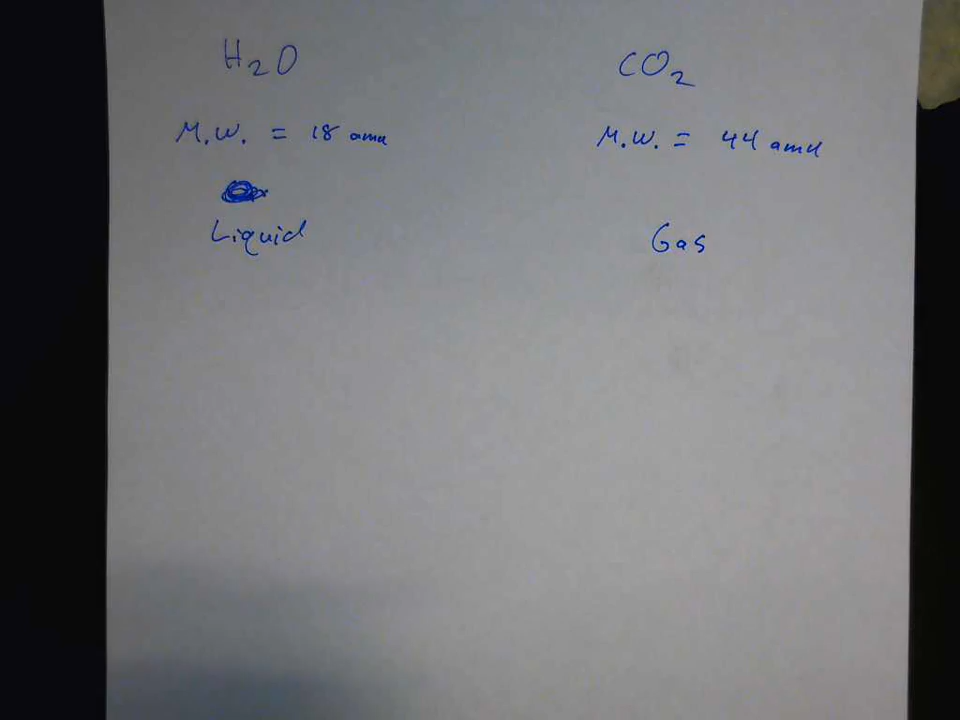 H2O CO2
M.W. = 18 amu M.W. = 44 amu
Liquid Gas